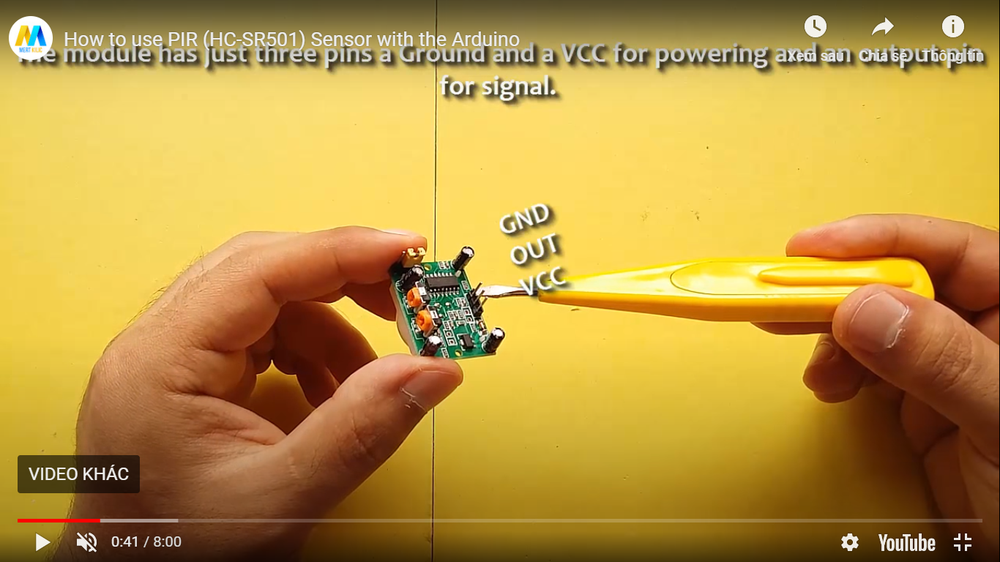 How to use PIR (HC-SR501) Sensor with the Arduino
MERT KILIC
The module has just three pins a Ground and a VCC for powering and an output pin
for signal.
Xem sau
Chia sẻ
Thông tin
GND
OUT
VCC
VIDEO KHÁC
0:41 / 8:00
YouTube